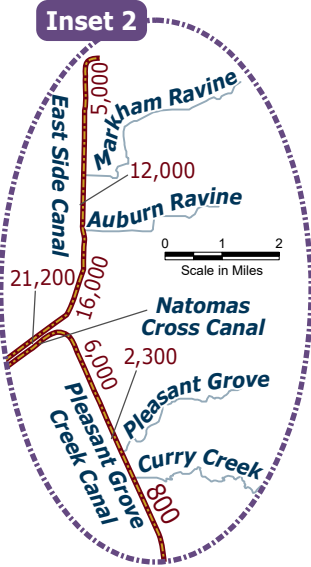 Inset 2
5,000
East Side Canal
Markham Ravine
12,000
Auburn Ravine
0 1 2
Scale in Miles
21,200
16,000
Natomas
Cross Canal
6,000
2,300
Pleasant Grove
Pleasant Grove
Creek Canal
Curry Creek
800